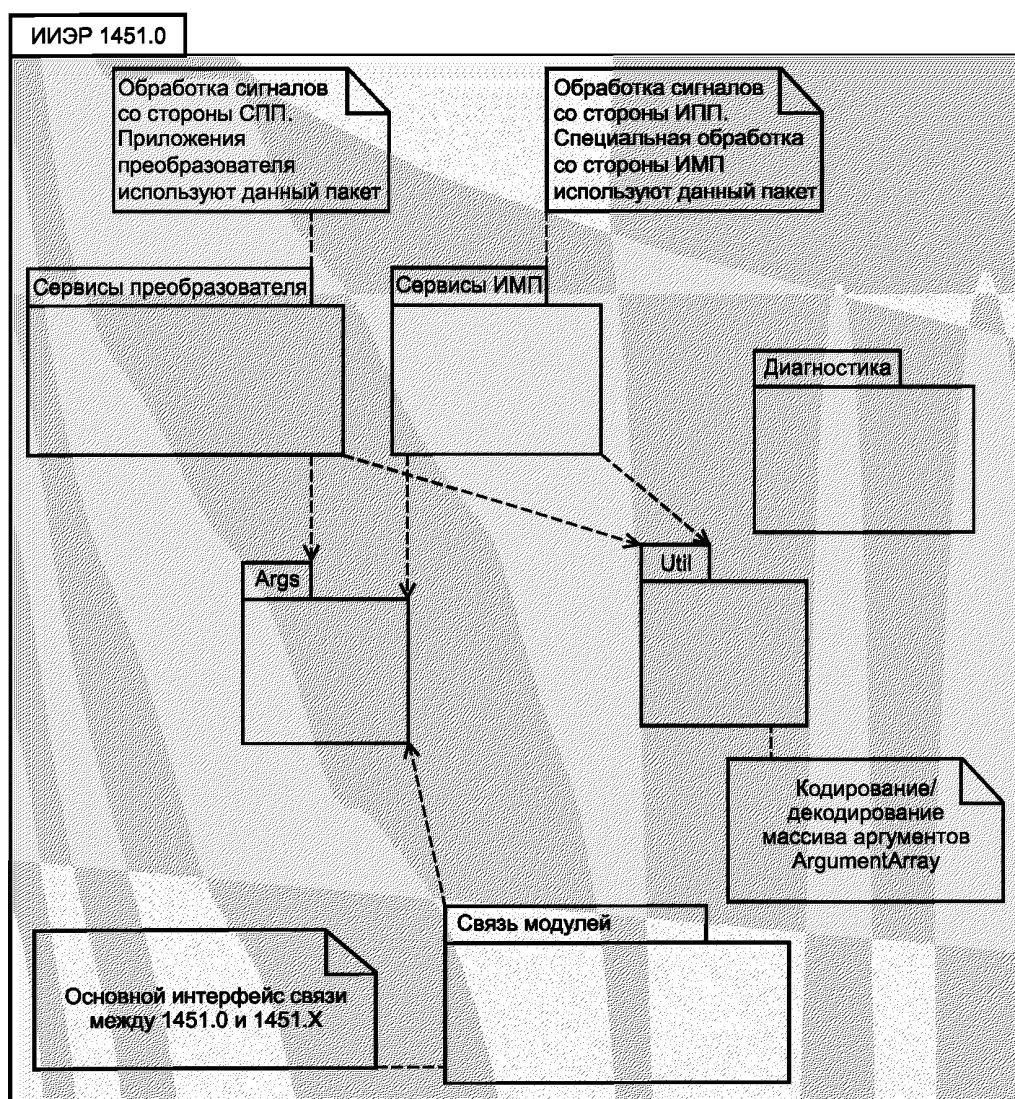 ИИЭР 1451.0
Обработка сигналов
со стороны СПП.
Приложения
преобразователя
используют данный пакет
Обработка сигналов
со стороны ИПП.
Специальная обработка
со стороны ИМП
используют данный пакет
Сервисы преобразователя
Сервисы ИМП
Диагностика
Args
Util
Кодирование/
декодирование
массива аргументов
ArgumentArray
Связь модулей
Основной интерфейс связи
между 1451.0 и 1451.X